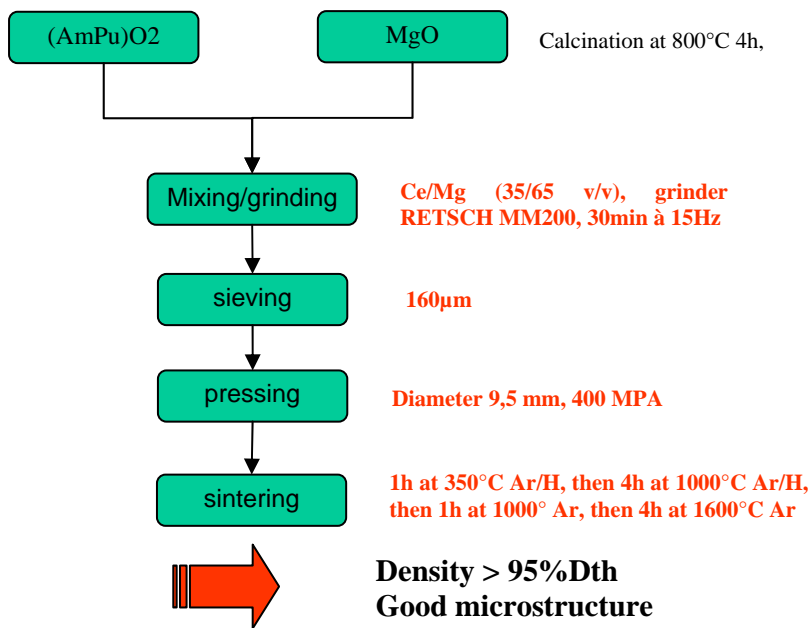 (AmPu)O2
MgO
Calcination at 800°C 4h,
Mixing/grinding
Ce/Mg (35/65 v/v), grinder
RETSCH MM200, 30min à 15Hz
sieving
160µm
pressing
Diameter 9,5 mm, 400 MPA
sintering
1h at 350°C Ar/H, then 4h at 1000°C Ar/H,
then 1h at 1000° Ar, then 4h at 1600°C Ar
Density > 95%Dth
Good microstructure